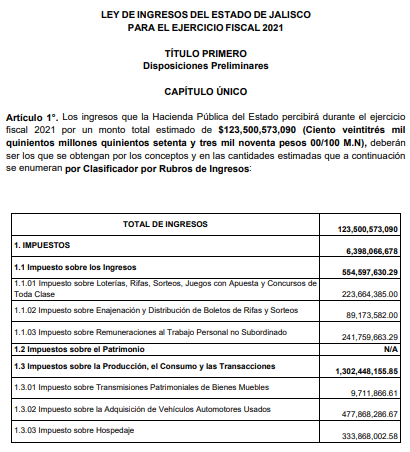 LEY DE INGRESOS DEL ESTADO DE JALISCO
PARA EL EJERCICIO FISCAL 2021
TÍTULO PRIMERO
Disposiciones Preliminares
CAPÍTULO ÚNICO
Artículo 1°. Los ingresos que la Hacienda Pública del Estado percibirá durante el ejercicio
fiscal 2021 por un monto total estimado de $123,500,573,090 (Ciento veintitrés mil
quinientos millones quinientos setenta y tres mil noventa pesos 00/100 M.N), deberán
ser los que se obtengan por los conceptos y en las cantidades estimadas que a continuación
se enumeran por Clasificador por Rubros de Ingresos:
TOTAL DE INGRESOS 123,500,573,090
1. IMPUESTOS 6,398,066,678
1.1 Impuesto sobre los Ingresos 554,597,630.29
1.1.01 Impuesto sobre Loterías, Rifas, Sorteos, Juegos con Apuesta y Concursos de
Toda Clase 223,664,385.00
1.1.02 Impuesto sobre Enajenación y Distribución de Boletos de Rifas y Sorteos 89,173,582.00
1.1.03 Impuesto sobre Remuneraciones al Trabajo Personal no Subordinado 241,759,663.29
1.2 Impuestos sobre el Patrimonio N/A
1.3 Impuestos sobre la Producción, el Consumo y las Transacciones 1,302,448,155.85
1.3.01 Impuesto sobre Transmisiones Patrimoniales de Bienes Muebles 9,711,866.61
1.3.02 Impuesto sobre la Adquisición de Vehículos Automotores Usados 477,868,286.67
1.3.03 Impuesto sobre Hospedaje 333,868,002.58